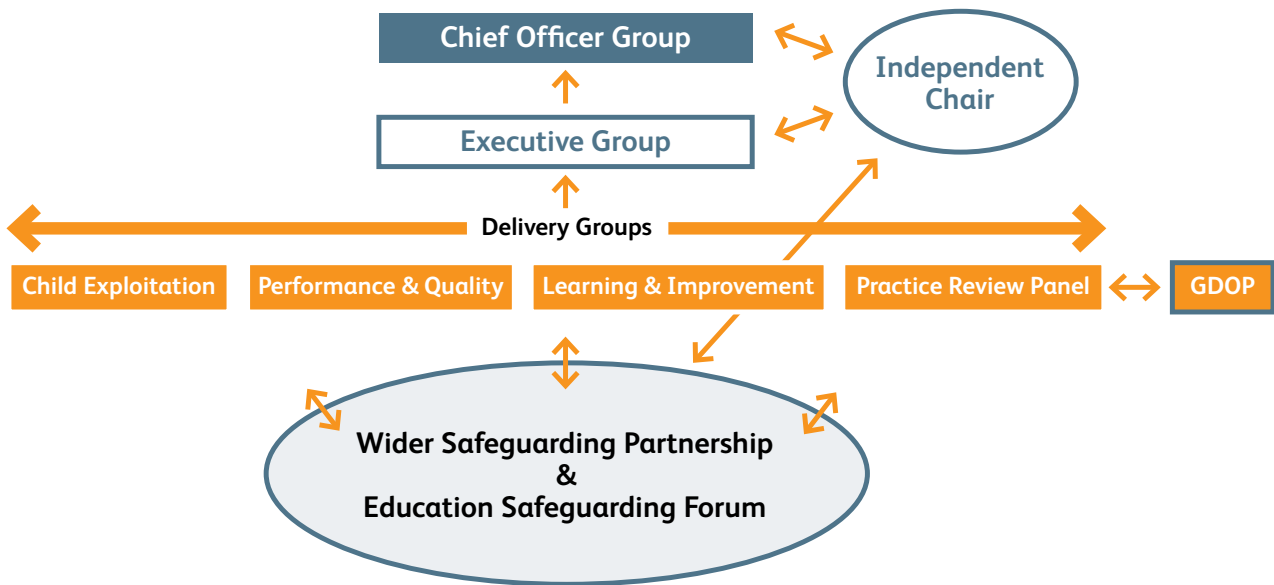 Chief Officer Group
Independent
Chair
Executive Group
Delivery Groups
Child Exploitation
Performance & Quality
Learning & Improvement
Practice Review Panel
GDOP
Wider Safeguarding Partnership
&
Education Safeguarding Forum